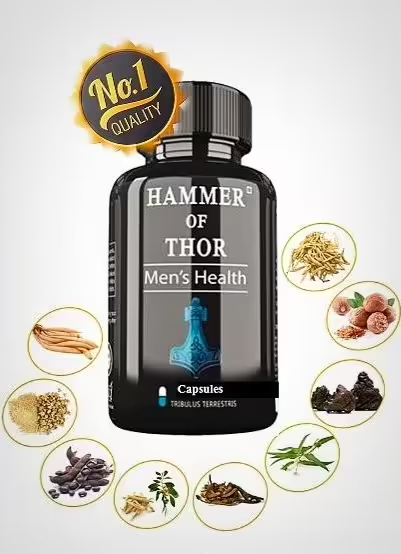 No.1
QUALITY
HAMMER
OF
THOR
Men's Health
Capsules
TRIBULUS TERRESTRIS